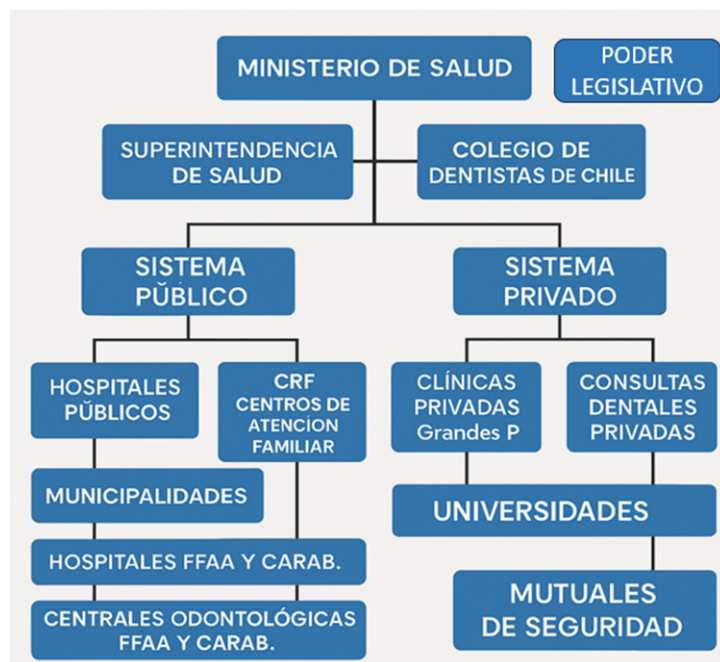 MINISTERIO DE SALUD
PODER
LEGISLATIVO
SUPERINTENDENCIA
DE SALUD
COLEGIO DE
DENTISTAS DE CHILE
SISTEMA
PŬBLICO
SISTEMA
PRIVADO
HOSPITALES
PŬBLICOS
CRF
CENTROS DE
ATENCÍON
FAMILIAR
CLÍNICAS
PRIVADAS
Grandes P
CONSULTAS
DENTALES
PRIVADAS
MUNICIPALIDADES
UNIVERSIDADES
HOSPITALES FFAA Y CARAB.
MUTUALES
DE SEGURIDAD
CENTRALES ODONTOLÓGICAS
FFAA Y CARAB.